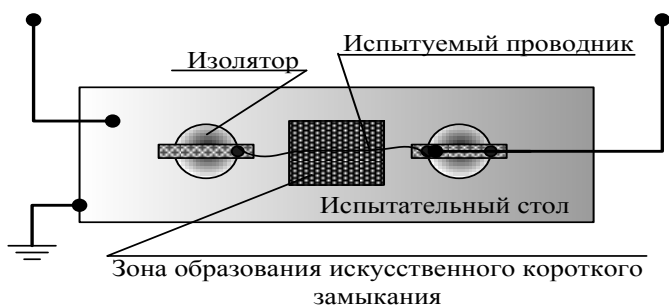 Испытуемый проводник
Изолятор
Испытательный стол
Зона образования искусственного короткого
замыкания